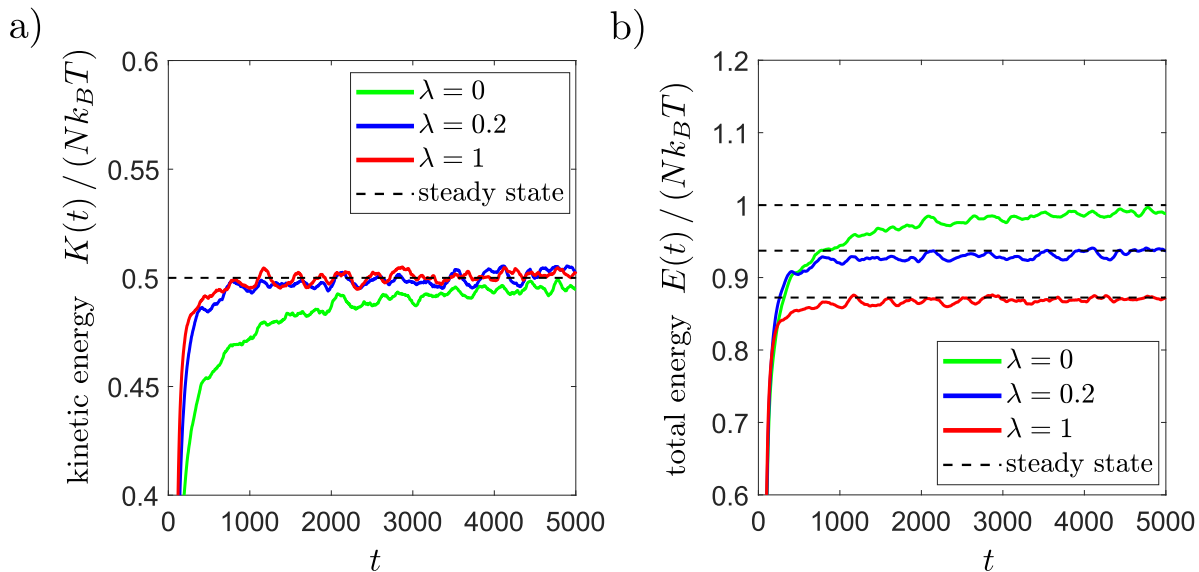 a)
kinetic energy K(t) / (Nk_BT)
0.6
0.55
0.5
0.45
0.4
λ = 0
λ = 0.2
λ = 1
steady state
0 1000 2000 3000 4000 5000
t
b)
total energy E(t) / (Nk_BT)
1.2
1.1
1
0.9
0.8
0.7
0.6
λ = 0
λ = 0.2
λ = 1
steady state
0 1000 2000 3000 4000 5000
t